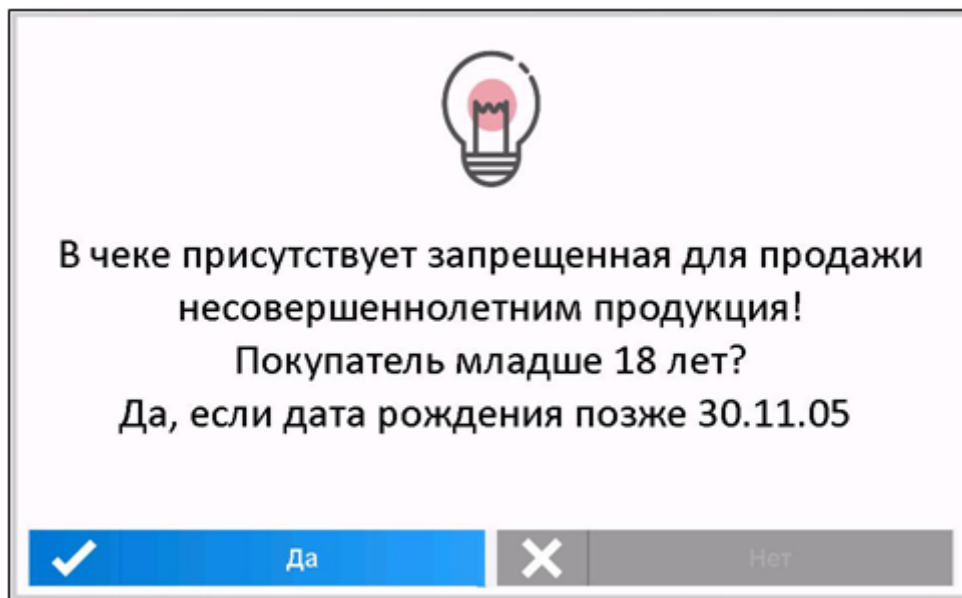 В чеке присутствует запрещенная для продажи
несовершеннолетним продукция!
Покупатель младше 18 лет?
Да, если дата рождения позже 30.11.05
Да
Нет